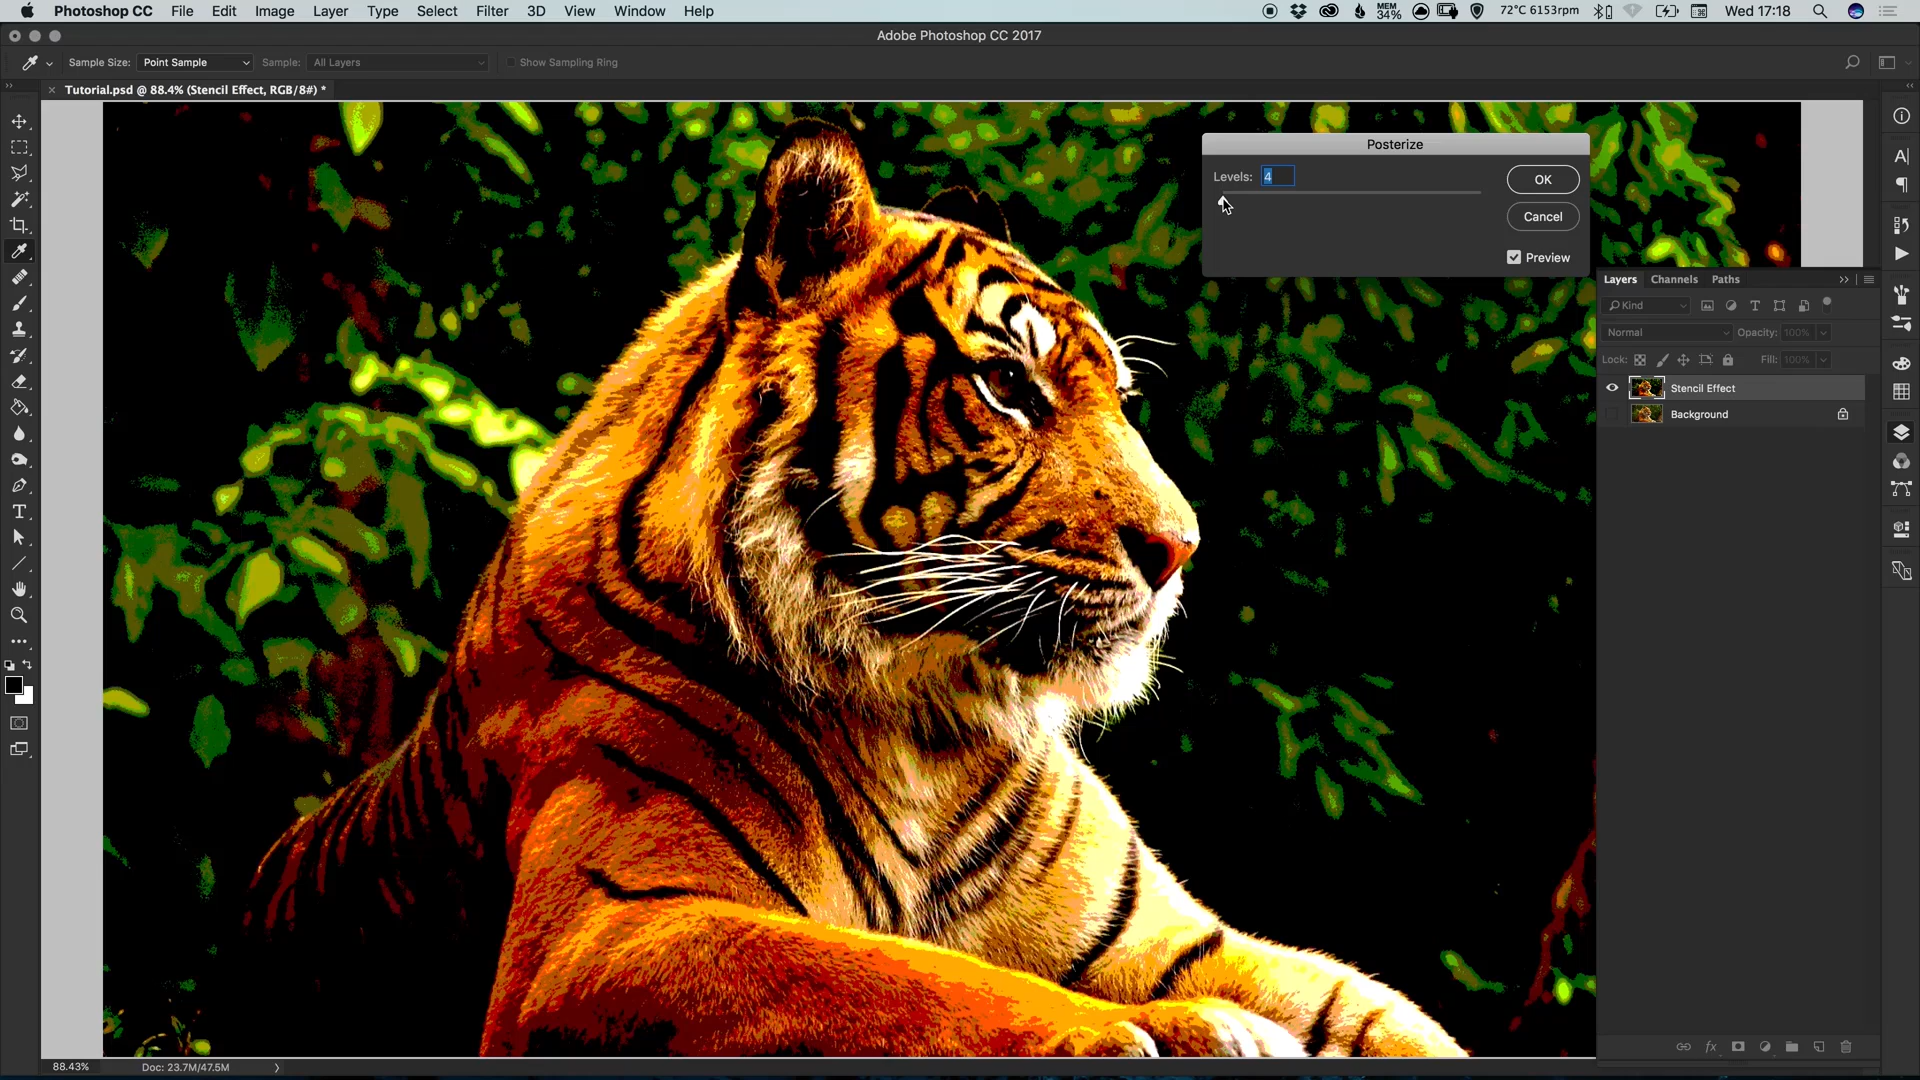 Photoshop CC File Edit Image Layer Type Select Filter 3D View Window Help MEM 34% 72°C 6153rpm Wed 17:18
Adobe Photoshop CC 2017
Sample Size: Point Sample Sample: All Layers Show Sampling Ring
Tutorial.psd @ 88.4% (Stencil Effect, RGB/8#) *
Posterize
Levels: 4
OK
Cancel
Preview
Layers Channels Paths
Kind
Normal Opacity: 100%
Lock: Fill: 100%
Stencil Effect
Background
fx
88.43% Doc: 23.7M/47.5M